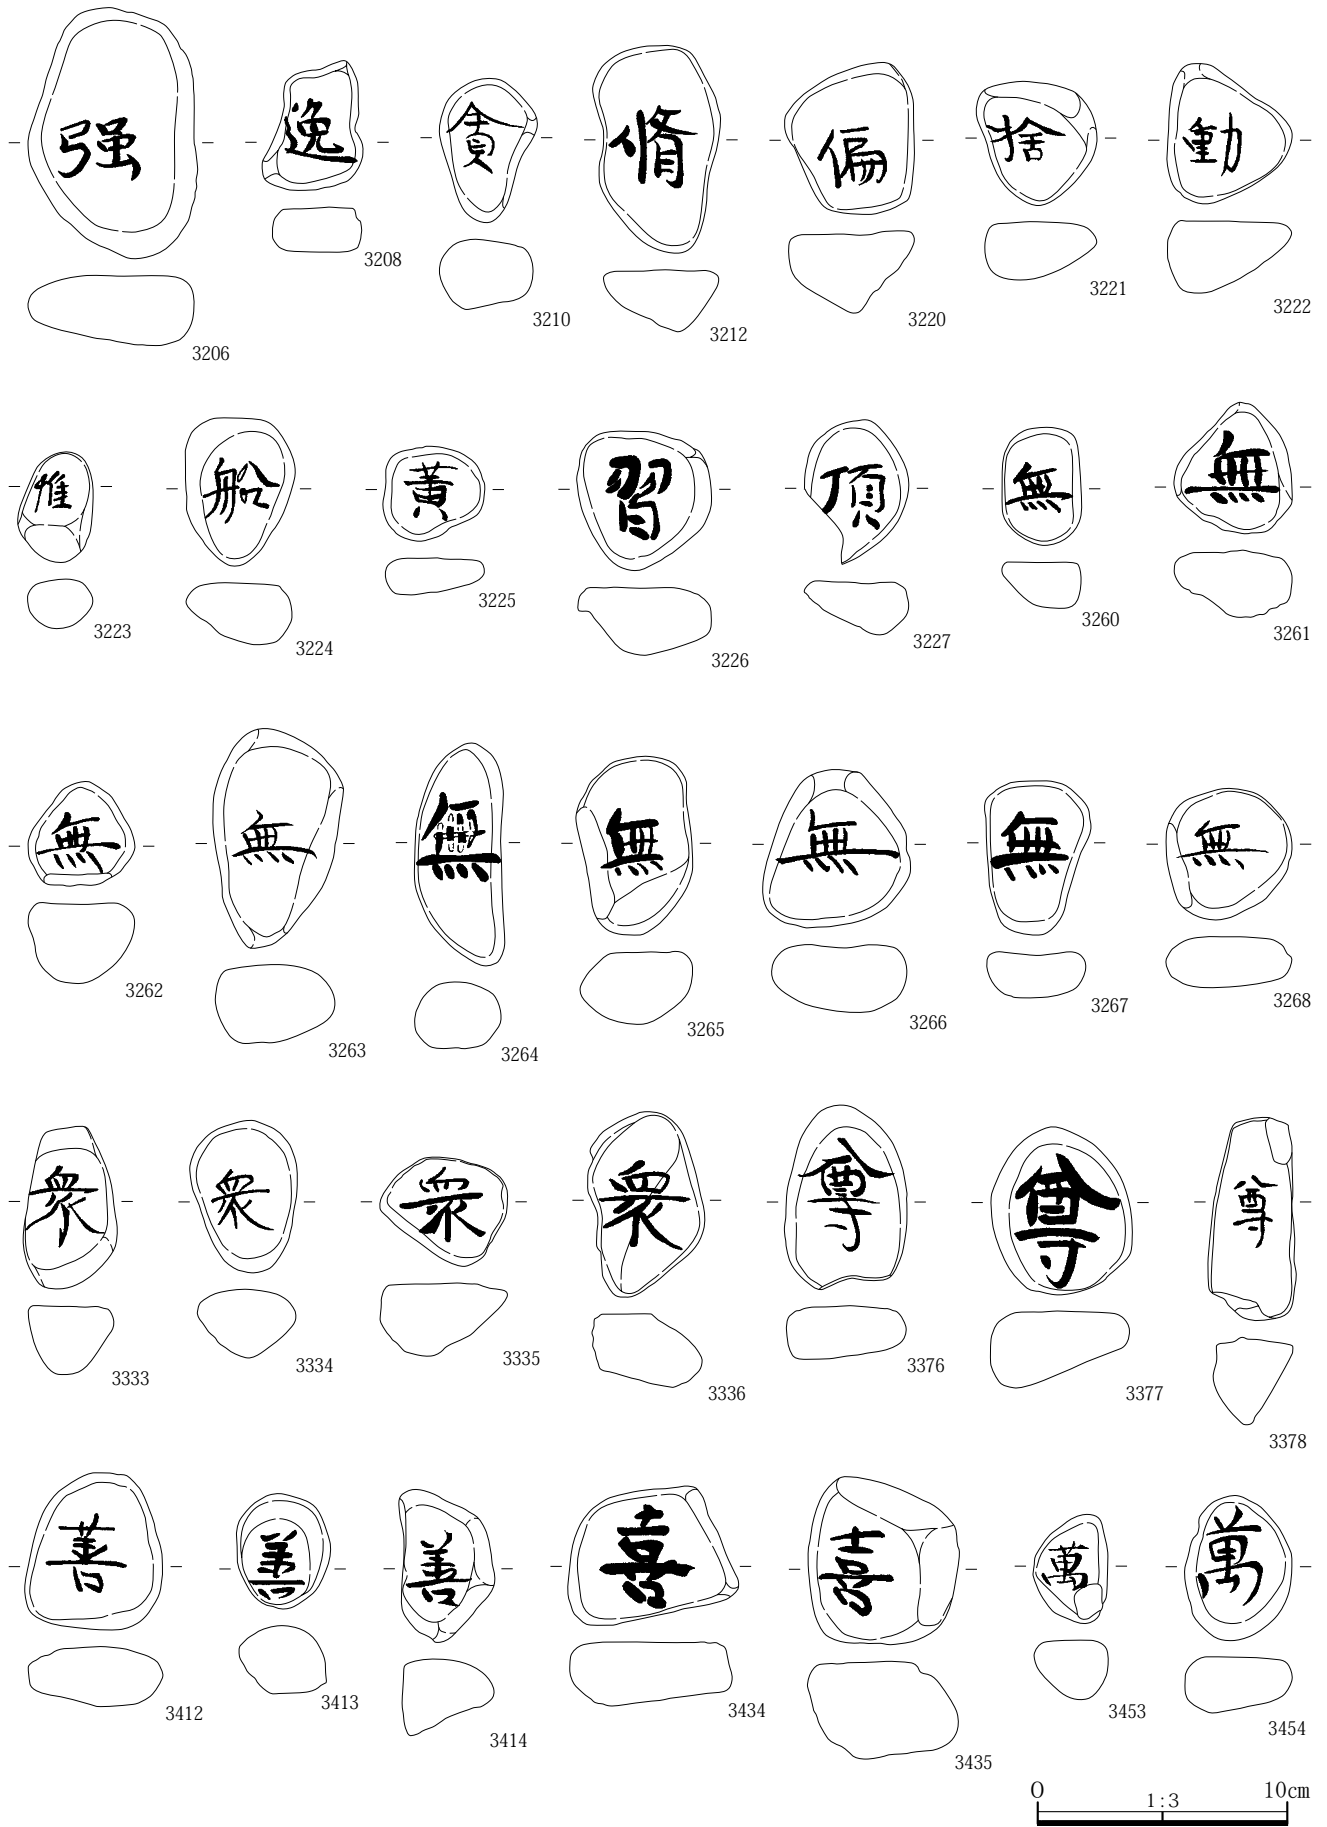 强 逸 貪 脩 偏 捨 動
3206 3208 3210 3212 3220 3221 3222
惟 船 黄 習 頂 無 無
3223 3224 3225 3226 3227 3260 3261
無 無 無 無 無 無 無
3262 3263 3264 3265 3266 3267 3268
衆 衆 衆 衆 尊 尊 尊
3333 3334 3335 3336 3376 3377 3378
善 善 善 喜 喜 萬 萬
3412 3413 3414 3434 3435 3453 3454
0 1:3 10cm